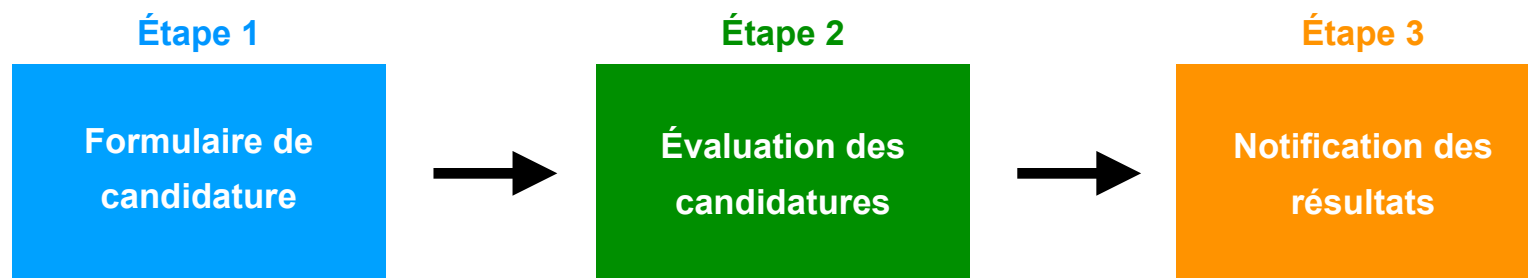 Étape 1
Formulaire de
candidature
Étape 2
Évaluation des
candidatures
Étape 3
Notification des
résultats